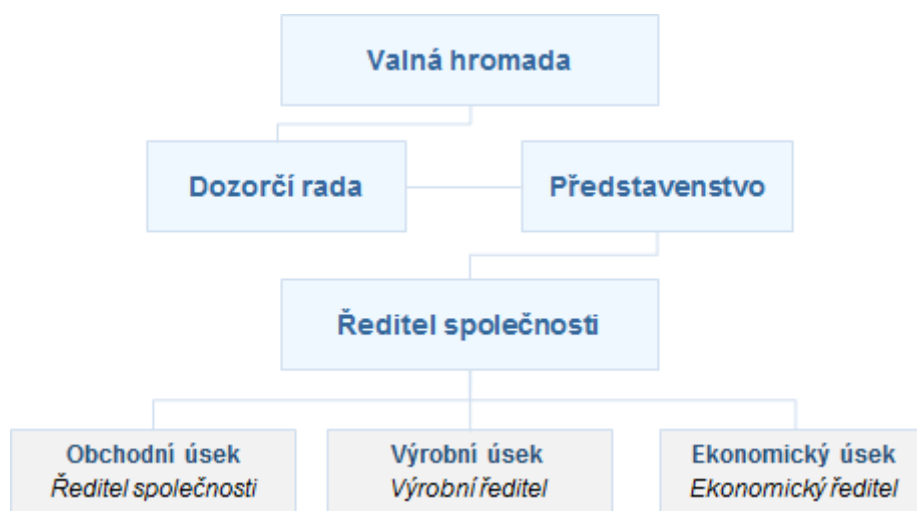 Valná hromada
Dozorčí rada
Představenstvo
Ředitel společnosti
Obchodní úsek
Ředitel společnosti
Výrobní úsek
Výrobní ředitel
Ekonomický úsek
Ekonomický ředitel